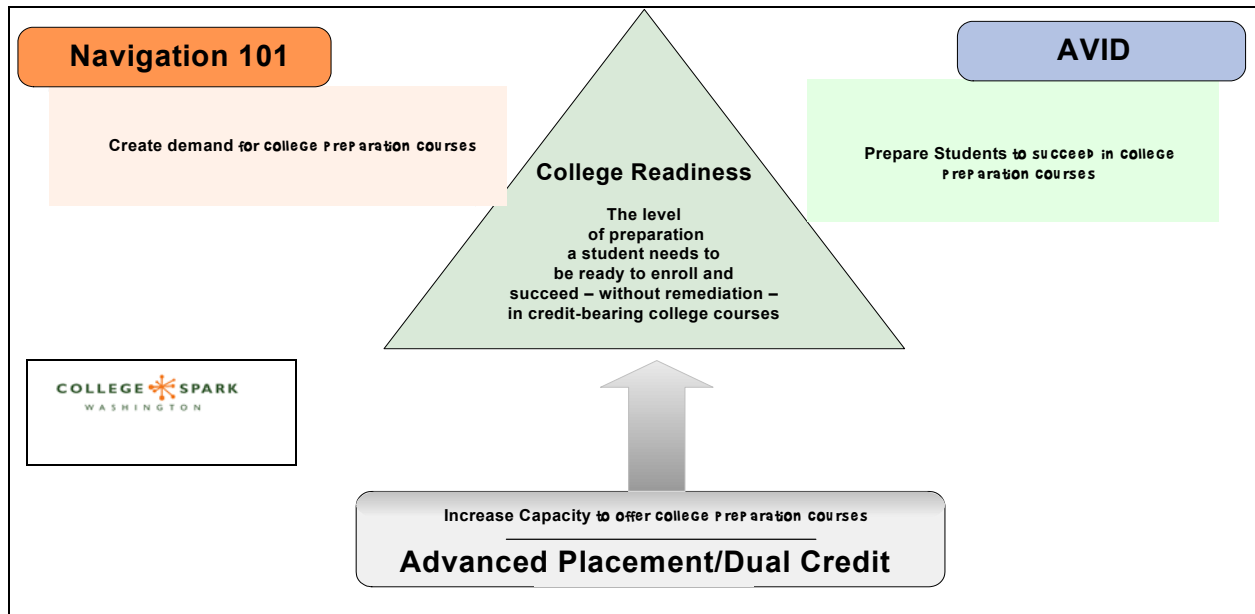 Navigation 101
Create demand for college preparation courses
AVID
Prepare Students to succeed in college
preparation courses
College Readiness
The level
of preparation
a student needs to
be ready to enroll and
succeed – without remediation –
in credit-bearing college courses
COLLEGE SPARK
WASHINGTON
Increase Capacity to offer college preparation courses
Advanced Placement/Dual Credit